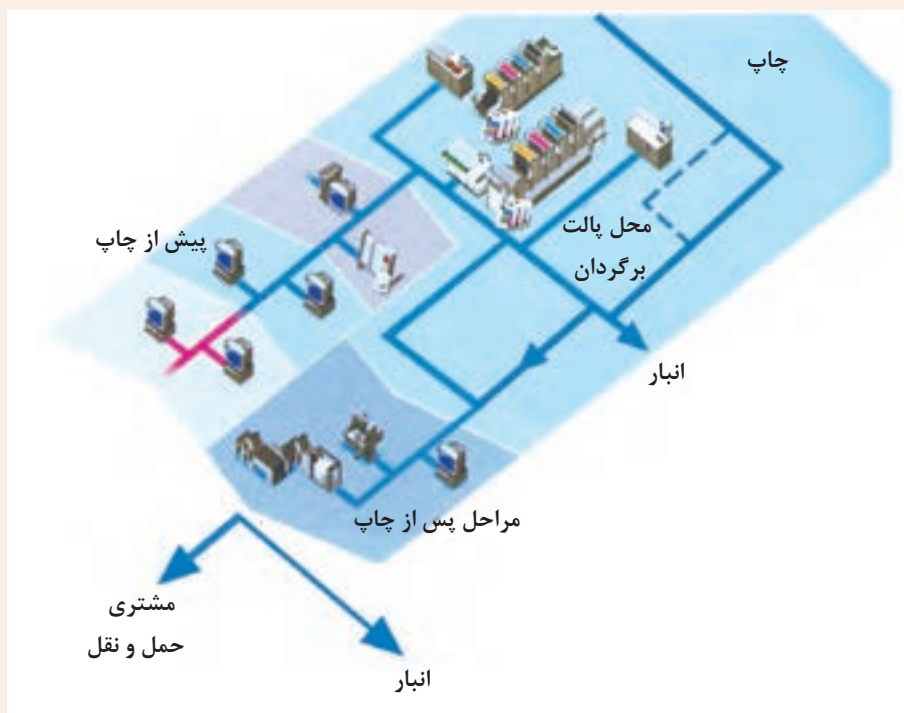 چاپ
پیش از چاپ
محل پالت
برگردان
انبار
مراحل پس از چاپ
مشتری
حمل و نقل
انبار